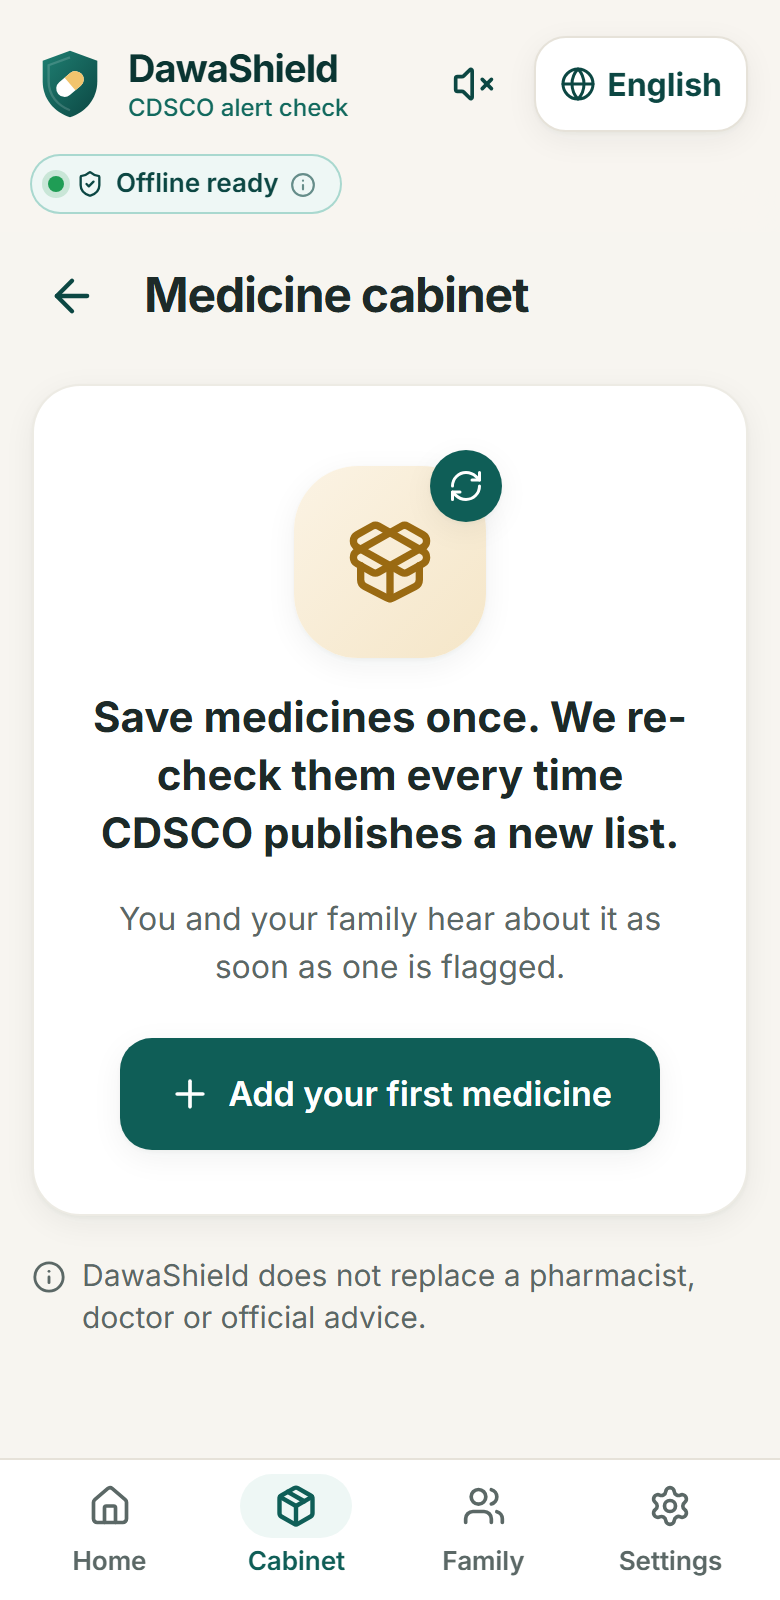 DawaShield
CDSCO alert check
English
Offline ready
Medicine cabinet
Save medicines once. We re-
check them every time
CDSCO publishes a new list.
You and your family hear about it as
soon as one is flagged.
Add your first medicine
DawaShield does not replace a pharmacist,
doctor or official advice.
Home
Cabinet
Family
Settings